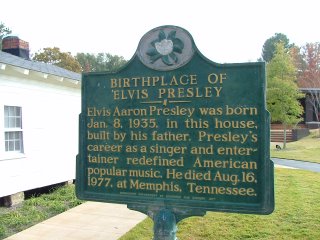 BIRTHPLACE OF
ELVIS PRESLEY
Elvis Aaron Presley was born
Jan. 8, 1935, in this house,
built by his father. Presley's
career as a singer and enter-
tainer redefined American
popular music. He died Aug. 16,
1977, at Memphis, Tennessee.